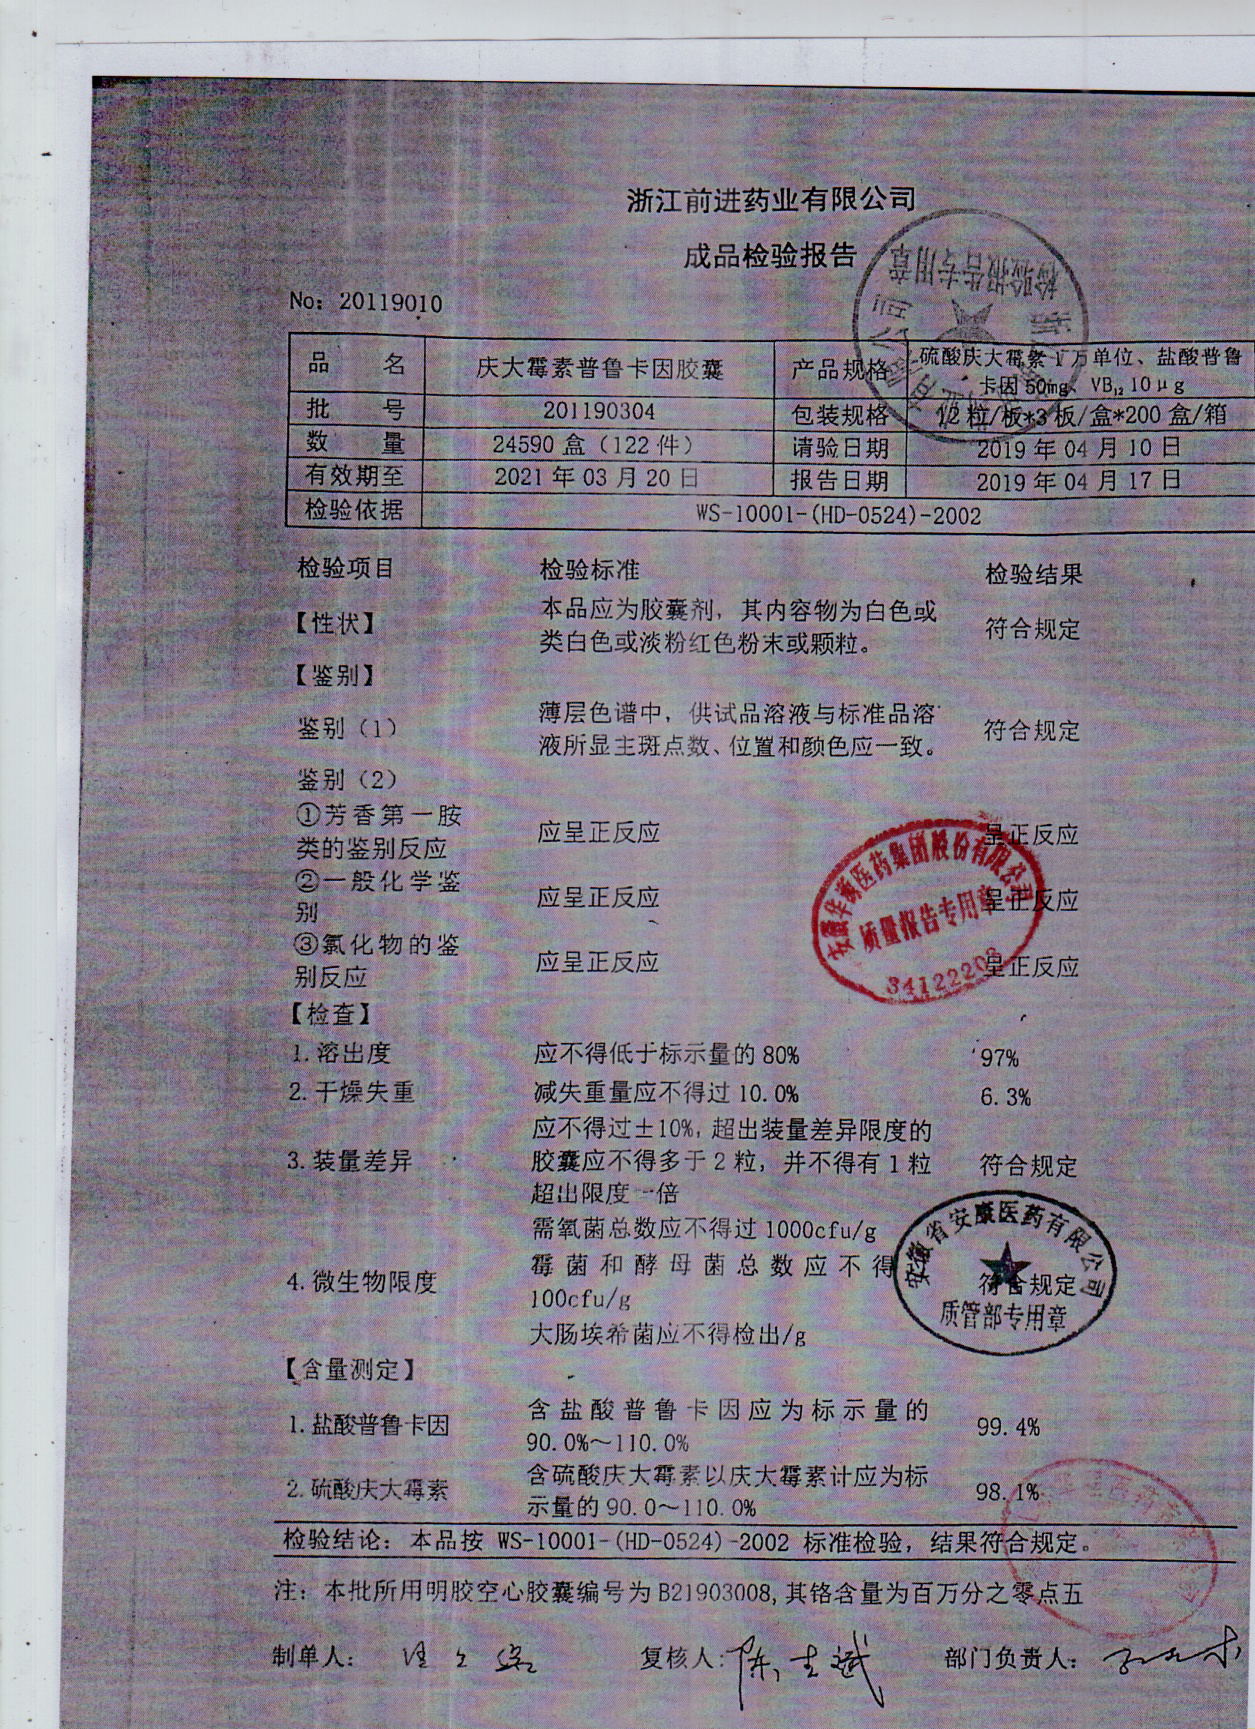 浙江前进药业有限公司
成品检验报告
No: 20119010
品 名 庆大霉素普鲁卡因胶囊 产品规格 硫酸庆大霉素1万单位、盐酸普鲁
卡因50mg、VB₁₂ 10μg
批 号 201190304 包装规格 12粒/板*3板/盒*200盒/箱
数 量 24590盒（122件） 请验日期 2019年04月10日
有效期至 2021年03月20日 报告日期 2019年04月17日
检验依据 WS-10001-(HD-0524)-2002
检验项目 检验标准 检验结果
【性状】 本品应为胶囊剂，其内容物为白色或
类白色或淡粉红色粉末或颗粒。 符合规定
【鉴别】
鉴别（1） 薄层色谱中，供试品溶液与标准品溶
液所显主斑点数、位置和颜色应一致。 符合规定
鉴别（2）
①芳香第一胺
类的鉴别反应 应呈正反应 呈正反应
②一般化学鉴
别 应呈正反应 呈正反应
③氯化物的鉴
别反应 应呈正反应 呈正反应
【检查】
1.溶出度 应不得低于标示量的80% 97%
2.干燥失重 减失重量应不得过10.0% 6.3%
应不得过±10%，超出装量差异限度的
3.装量差异 胶囊应不得多于2粒，并不得有1粒 符合规定
超出限度一倍
需氧菌总数应不得过1000cfu/g
4.微生物限度 霉菌和酵母菌总数应不得 符合规定
100cfu/g
大肠埃希菌应不得检出/g
【含量测定】
1.盐酸普鲁卡因 含盐酸普鲁卡因应为标示量的
90.0%～110.0% 99.4%
2.硫酸庆大霉素 含硫酸庆大霉素以庆大霉素计应为标
示量的90.0～110.0% 98.1%
检验结论：本品按 WS-10001-(HD-0524)-2002 标准检验，结果符合规定。
注：本批所用明胶空心胶囊编号为B21903008,其铬含量为百万分之零点五
制单人： 复核人：陈志斌 部门负责人：
检验报告专用章
安徽华源医药集团股份有限公司
质量报告专用章
安徽省安康医药有限公司
质管部专用章